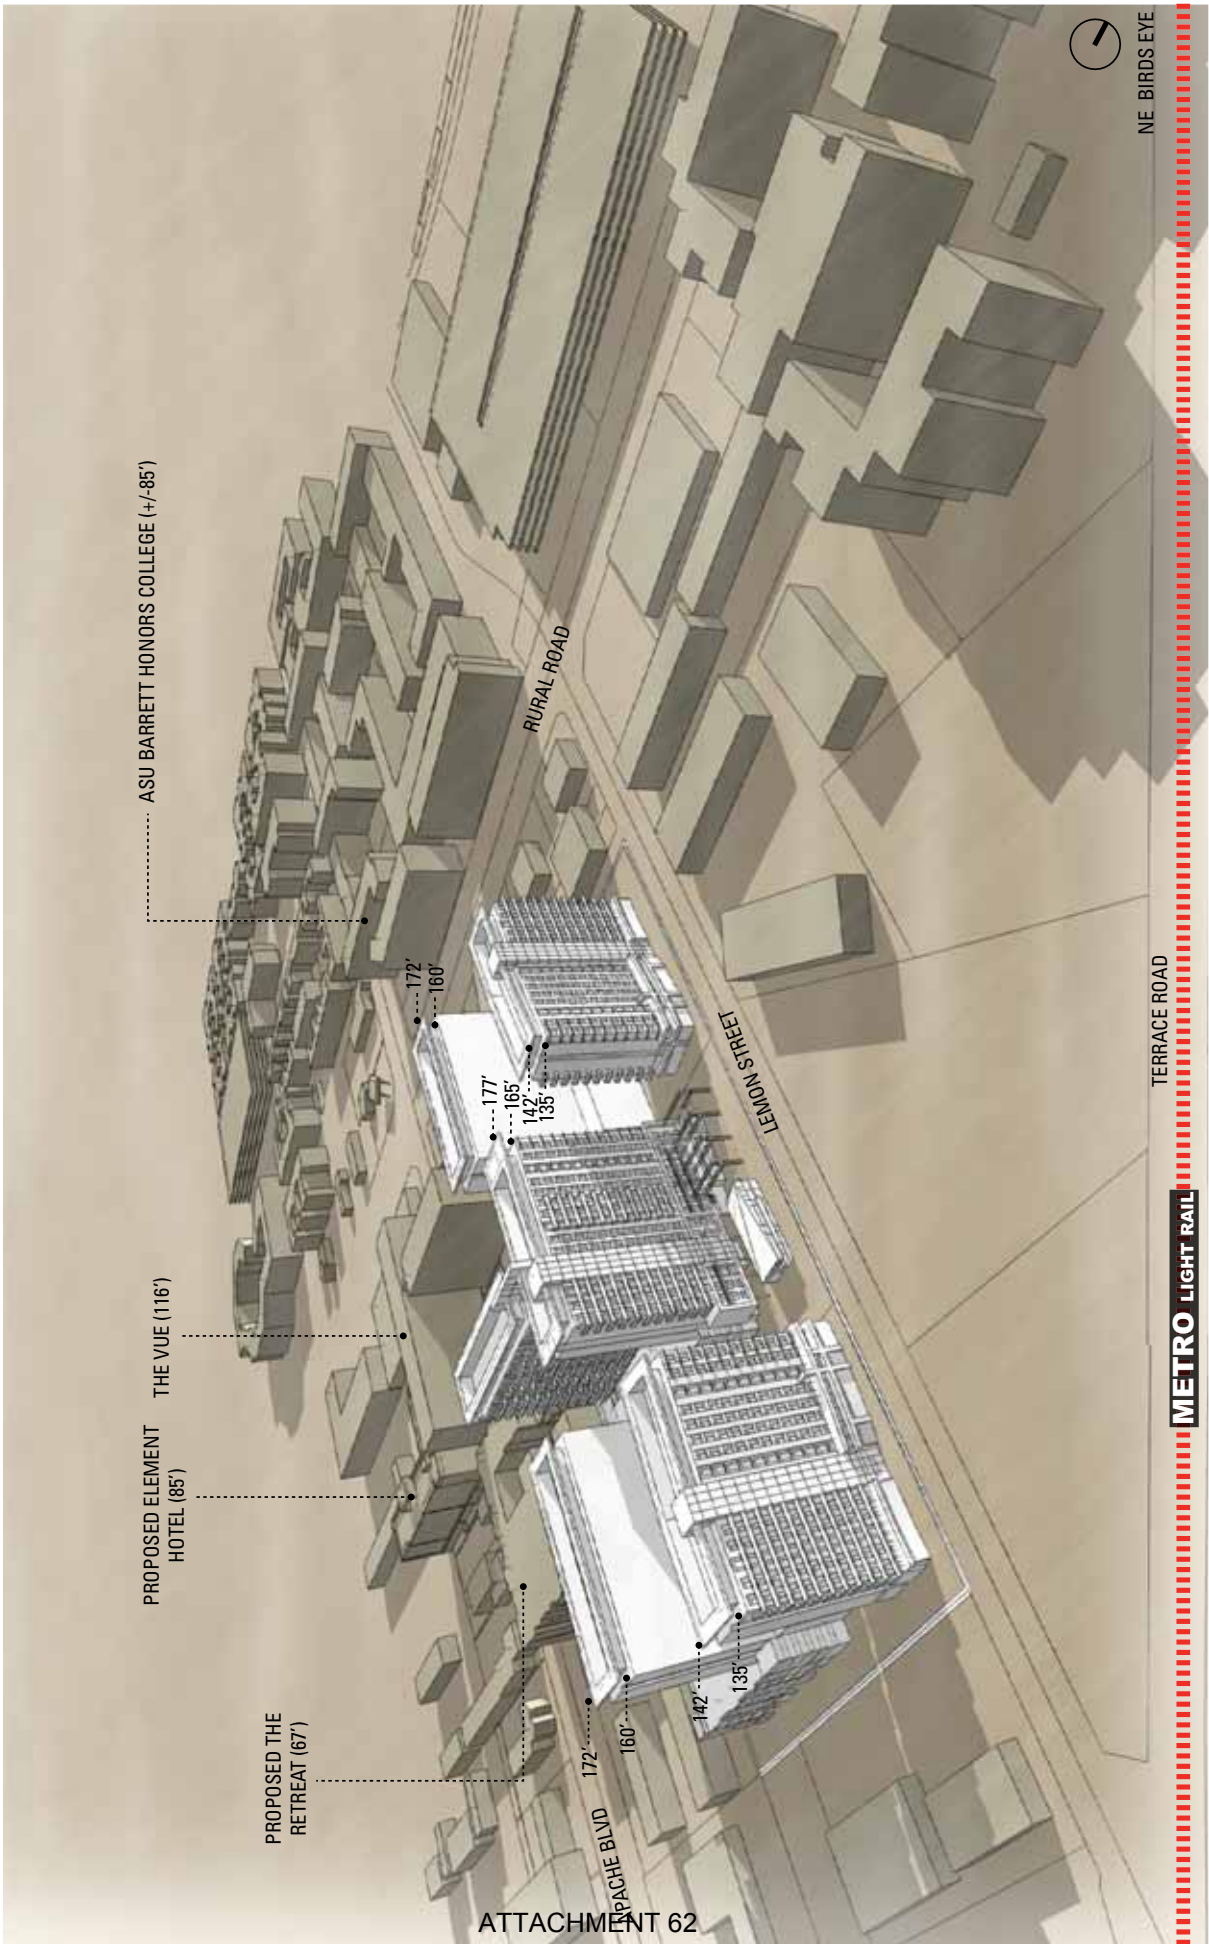 ASU BARRETT HONORS COLLEGE (+/-85’)
THE VUE (116’)
PROPOSED ELEMENT
HOTEL (85’)
PROPOSED THE
RETREAT (67’)
172’
160’
177’
165’
142’
135’
172’
160’
142’
135’
RURAL ROAD
LEMON STREET
APACHE BLVD
TERRACE ROAD
METRO LIGHT RAIL
NE BIRDS EYE
ATTACHMENT 62